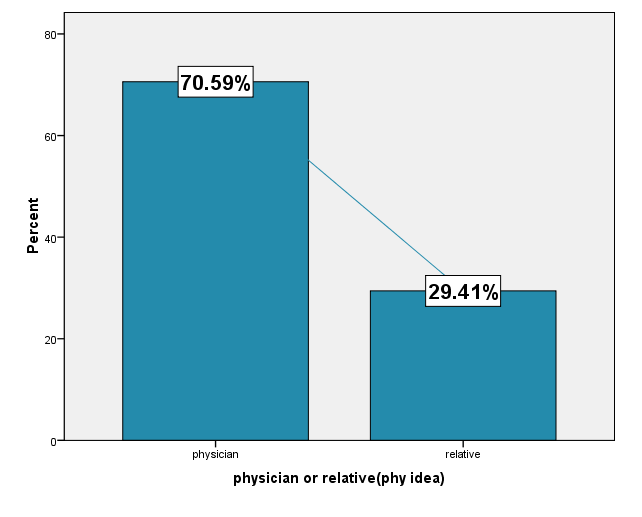 80
70.59%
60
Percent
40
29.41%
20
0
physician
relative
physician or relative(phy idea)